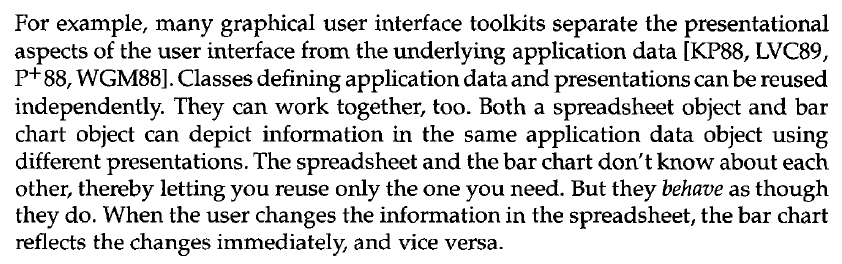 For example, many graphical user interface toolkits separate the presentational
aspects of the user interface from the underlying application data [KP88, LVC89,
P+88, WGM88]. Classes defining application data and presentations can be reused
independently. They can work together, too. Both a spreadsheet object and bar
chart object can depict information in the same application data object using
different presentations. The spreadsheet and the bar chart don't know about each
other, thereby letting you reuse only the one you need. But they behave as though
they do. When the user changes the information in the spreadsheet, the bar chart
reflects the changes immediately, and vice versa.